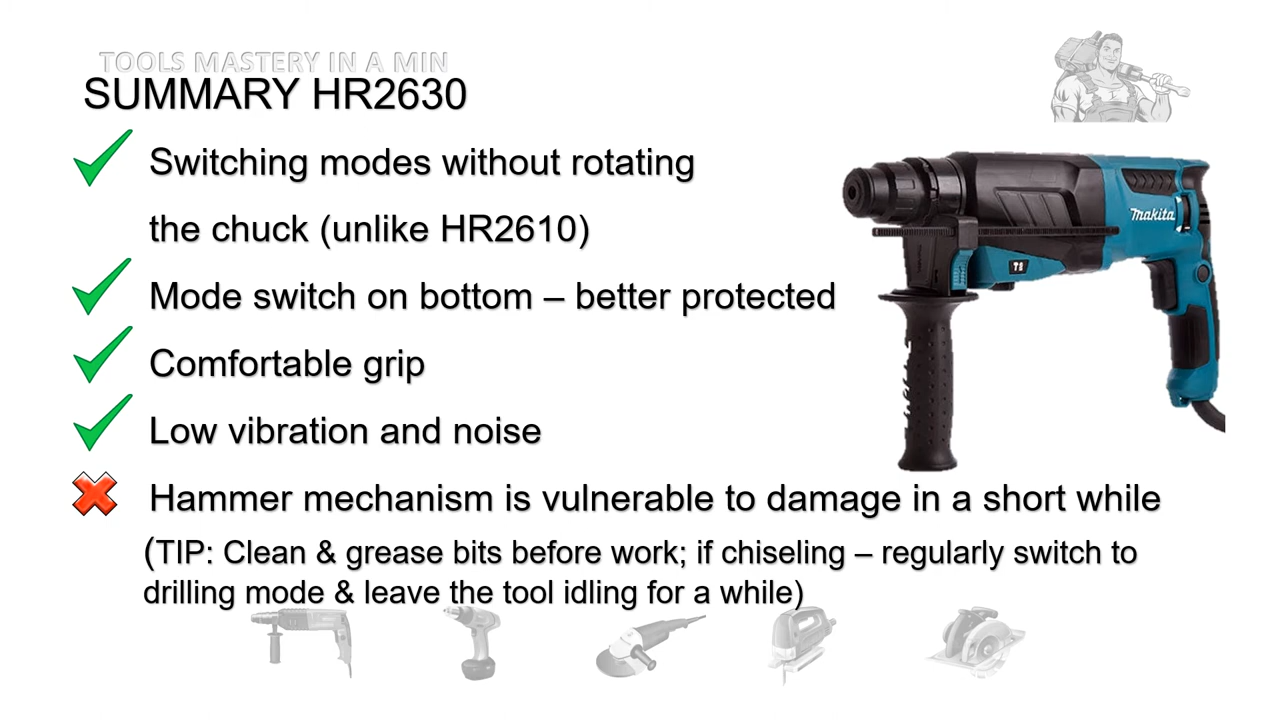 TOOLS MASTERY IN A MIN
SUMMARY HR2630
Switching modes without rotating
the chuck (unlike HR2610)
Mode switch on bottom – better protected
Comfortable grip
Low vibration and noise
Hammer mechanism is vulnerable to damage in a short while
(TIP: Clean & grease bits before work; if chiseling – regularly switch to
drilling mode & leave the tool idling for a while)
makita